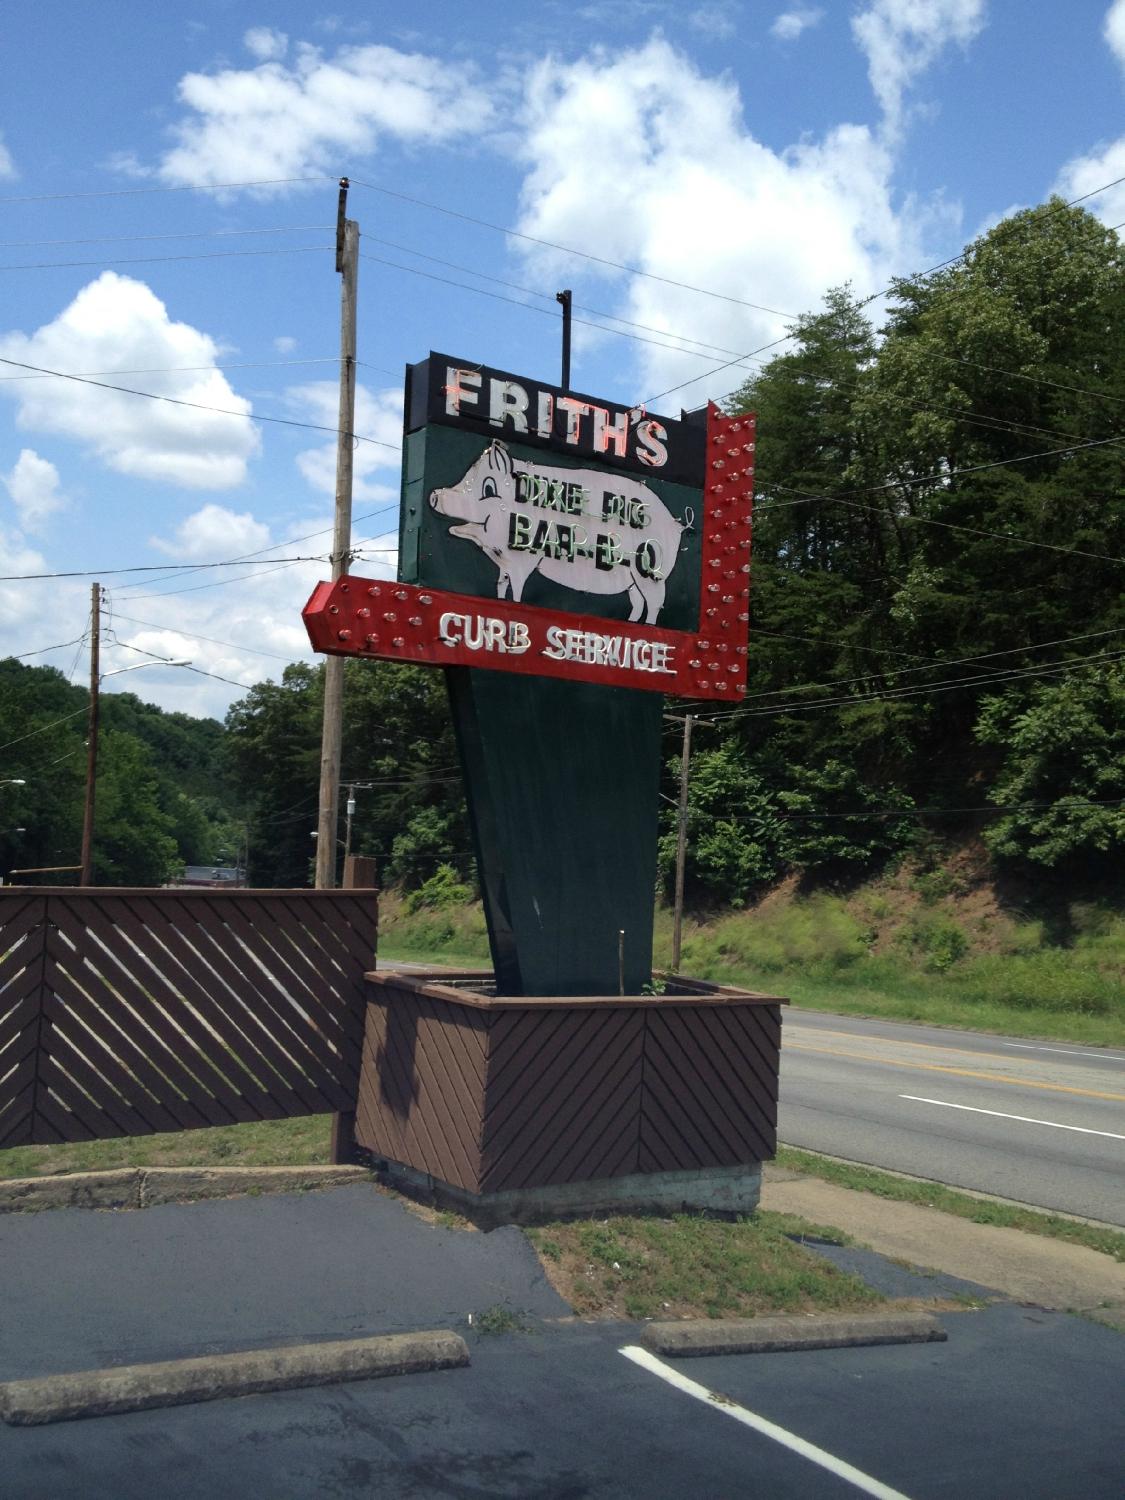 FRITH'S
DIXIE PIG
BAR-B-Q
CURB SERVICE